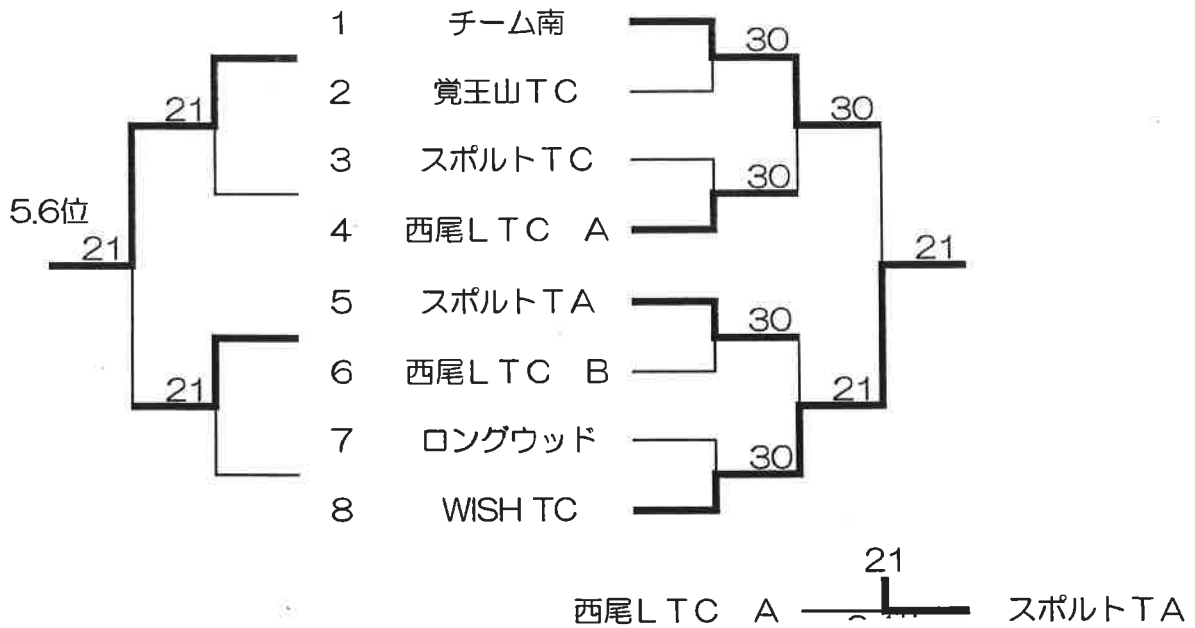 1 チーム南
30
2 覚王山TC
21
30
3 スポルトTC
30
5.6位
4 西尾LTC A
21
21
5 スポルトTA
30
6 西尾LTC B
21
21
7 ロングウッド
30
8 WISH TC
21
西尾LTC A
スポルトTA